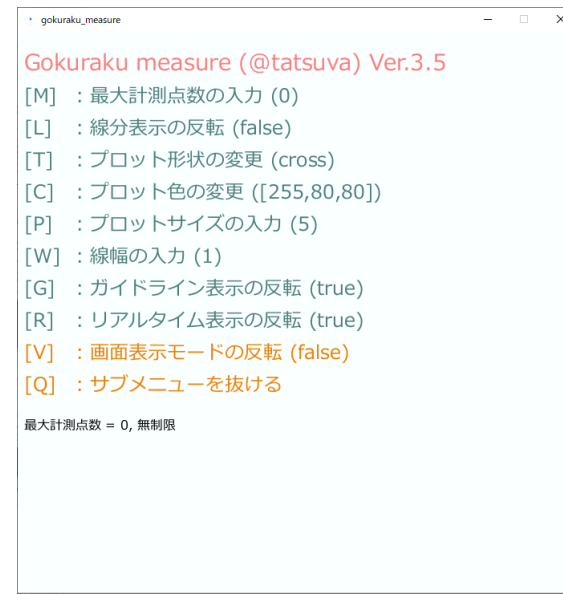 gokuraku_measure
Gokuraku measure (@tatsuva) Ver.3.5
[M] : 最大計測点数の入力 (0)
[L] : 線分表示の反転 (false)
[T] : プロット形状の変更 (cross)
[C] : プロット色の変更 ([255,80,80])
[P] : プロットサイズの入力 (5)
[W] : 線幅の入力 (1)
[G] : ガイドライン表示の反転 (true)
[R] : リアルタイム表示の反転 (true)
[V] : 画面表示モードの反転 (false)
[Q] : サブメニューを抜ける
最大計測点数 = 0, 無制限